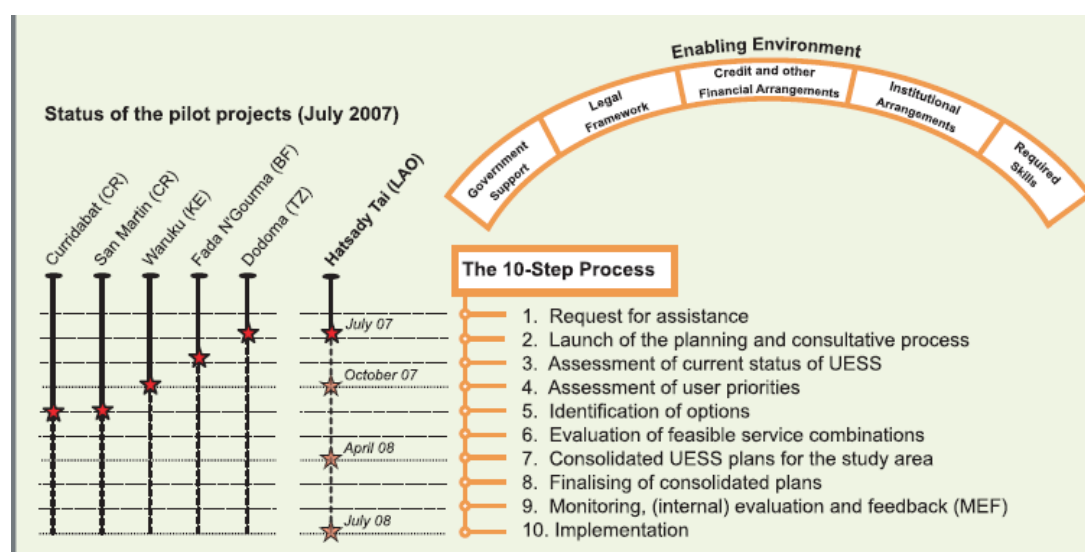 Enabling Environment
Government
Support
Legal
Framework
Credit and other
Financial Arrangements
Institutional
Arrangements
Required
Skills
Status of the pilot projects (July 2007)
Curridabat (CR)
San Martin (CR)
Waruku (KE)
Fada N'Gourma (BF)
Dodoma (TZ)
Hatsady Tai (LAO)
July 07
October 07
April 08
July 08
The 10-Step Process
1. Request for assistance
2. Launch of the planning and consultative process
3. Assessment of current status of UESS
4. Assessment of user priorities
5. Identification of options
6. Evaluation of feasible service combinations
7. Consolidated UESS plans for the study area
8. Finalising of consolidated plans
9. Monitoring, (internal) evaluation and feedback (MEF)
10. Implementation